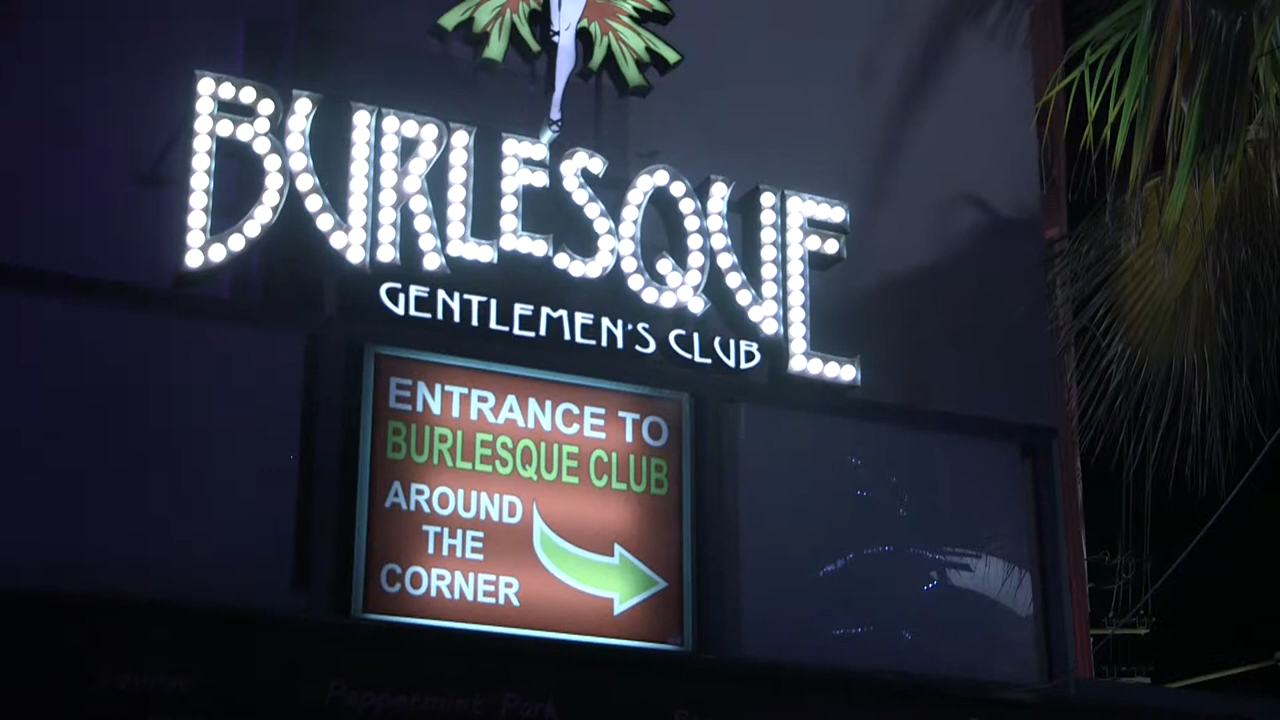 BURLESQUE
GENTLEMEN'S CLUB
ENTRANCE TO
BURLESQUE CLUB
AROUND
THE
CORNER
Peppermint Park